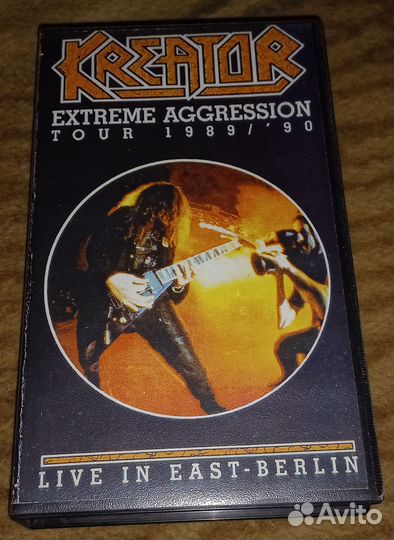 KREATOR
EXTREME AGGRESSION
TOUR 1989/'90
LIVE IN EAST-BERLIN
Avito